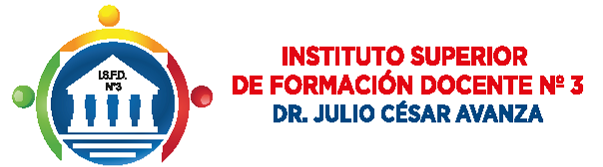 I.S.F.D.
Nº3
INSTITUTO SUPERIOR
DE FORMACIÓN DOCENTE Nº 3
DR. JULIO CÉSAR AVANZA